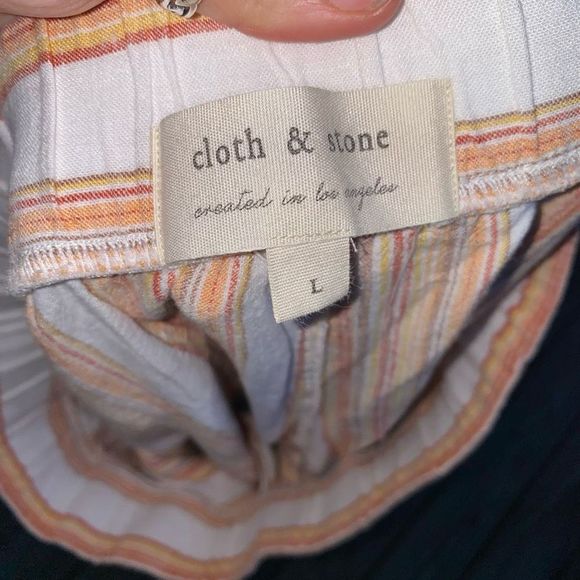 cloth & stone
created in los angeles
L